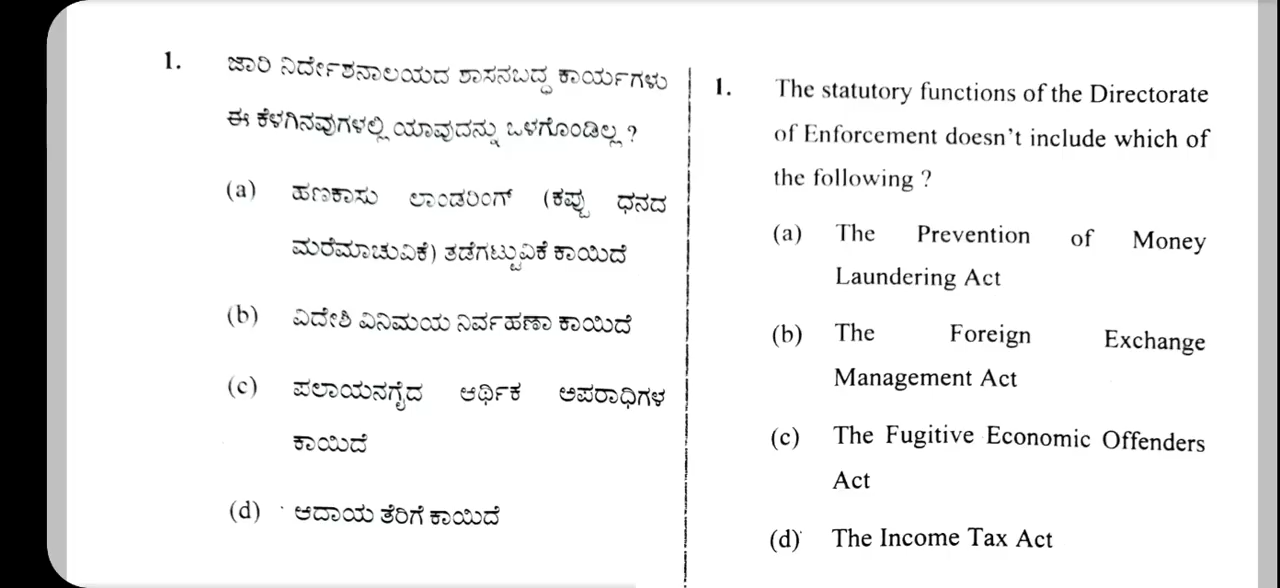 1. ಜಾರಿ ನಿರ್ದೇಶನಾಲಯದ ಶಾಸನಬದ್ಧ ಕಾರ್ಯಗಳು
ಈ ಕೆಳಗಿನವುಗಳಲ್ಲಿ ಯಾವುದನ್ನು ಒಳಗೊಂಡಿಲ್ಲ ?
(a) ಹಣಕಾಸು ಲಾಂಡರಿಂಗ್ (ಕಪ್ಪು ಧನದ
ಮರೆಮಾಚುವಿಕೆ) ತಡೆಗಟ್ಟುವಿಕೆ ಕಾಯಿದೆ
(b) ವಿದೇಶಿ ವಿನಿಮಯ ನಿರ್ವಹಣಾ ಕಾಯಿದೆ
(c) ಪಲಾಯನಗೈದ ಆರ್ಥಿಕ ಅಪರಾಧಿಗಳ
ಕಾಯಿದೆ
(d) ಆದಾಯ ತೆರಿಗೆ ಕಾಯಿದೆ
1. The statutory functions of the Directorate
of Enforcement doesn't include which of
the following ?
(a) The Prevention of Money
Laundering Act
(b) The Foreign Exchange
Management Act
(c) The Fugitive Economic Offenders
Act
(d) The Income Tax Act